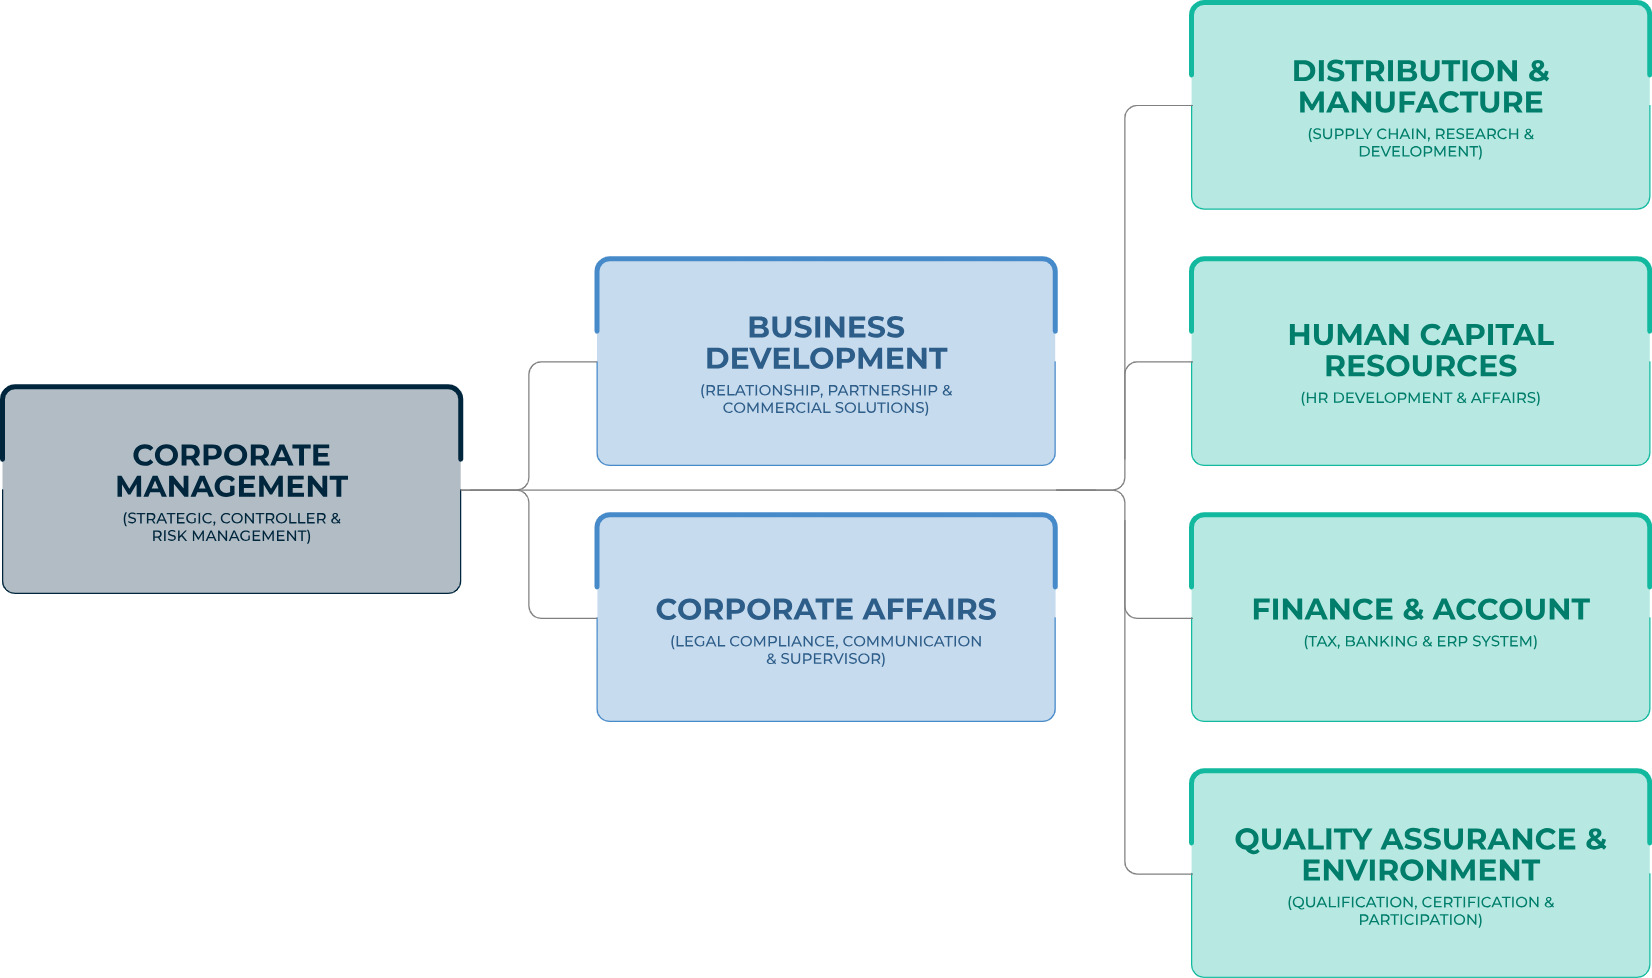 CORPORATE
MANAGEMENT
(STRATEGIC, CONTROLLER &
RISK MANAGEMENT)
BUSINESS
DEVELOPMENT
(RELATIONSHIP, PARTNERSHIP &
COMMERCIAL SOLUTIONS)
CORPORATE AFFAIRS
(LEGAL COMPLIANCE, COMMUNICATION
& SUPERVISOR)
DISTRIBUTION &
MANUFACTURE
(SUPPLY CHAIN, RESEARCH &
DEVELOPMENT)
HUMAN CAPITAL
RESOURCES
(HR DEVELOPMENT & AFFAIRS)
FINANCE & ACCOUNT
(TAX, BANKING & ERP SYSTEM)
QUALITY ASSURANCE &
ENVIRONMENT
(QUALIFICATION, CERTIFICATION &
PARTICIPATION)